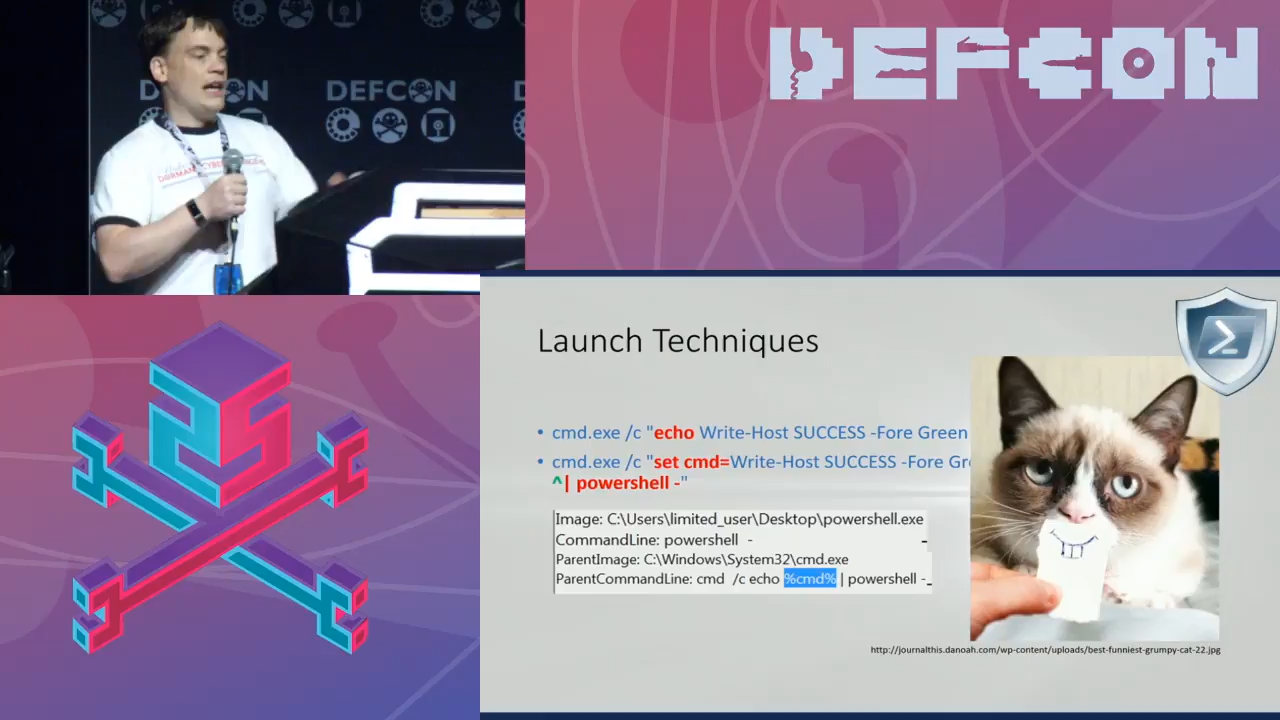 DEFCON
DEFCON
DEFCON
D
Launch Techniques
• cmd.exe /c "echo Write-Host SUCCESS -Fore Green
• cmd.exe /c "set cmd=Write-Host SUCCESS -Fore Gr
^| powershell -"
Image: C:\Users\limited_user\Desktop\powershell.exe
CommandLine: powershell -
ParentImage: C:\Windows\System32\cmd.exe
ParentCommandLine: cmd /c echo %cmd% | powershell -
http://journalthis.danoah.com/wp-content/uploads/best-funniest-grumpy-cat-22.jpg